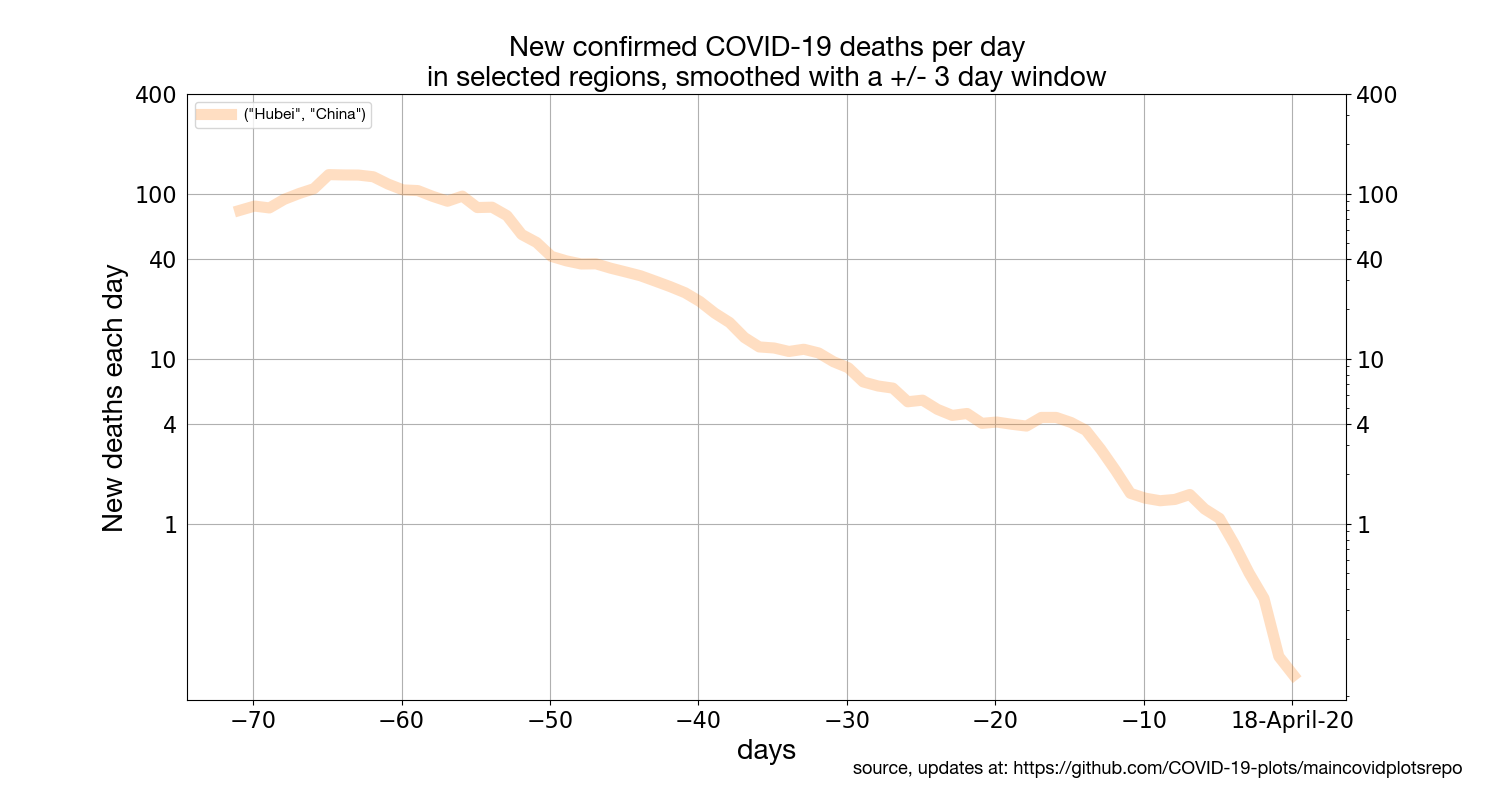 New confirmed COVID-19 deaths per day
in selected regions, smoothed with a +/- 3 day window
400
400
("Hubei", "China")
100
100
40
40
10
10
4
4
1
1
New deaths each day
−70
−60
−50
−40
−30
−20
−10
18-April-20
days
source, updates at: https://github.com/COVID-19-plots/maincovidplotsrepo